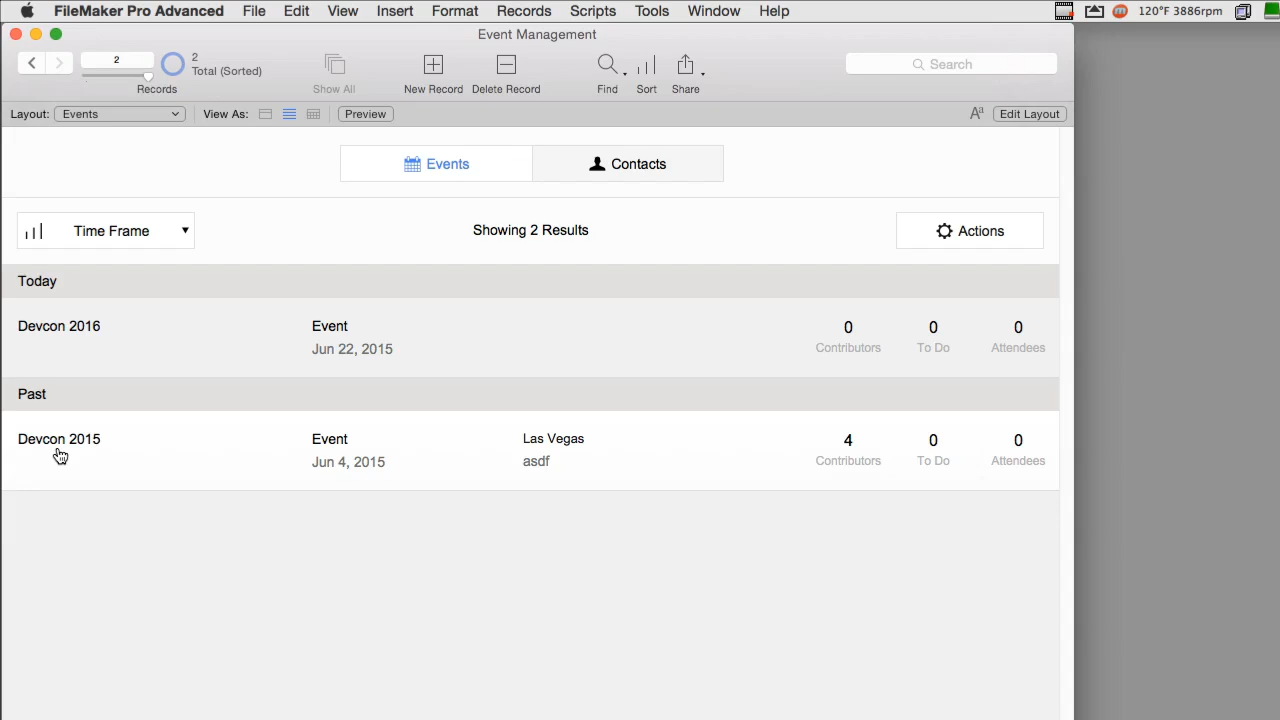 FileMaker Pro Advanced File Edit View Insert Format Records Scripts Tools Window Help 120°F 3886rpm
Event Management
2 2 Total (Sorted)
Records Show All New Record Delete Record Find Sort Share Search
Layout: Events View As: Preview Aa Edit Layout
Events Contacts
Time Frame Showing 2 Results Actions
Today
Devcon 2016 Event 0 0 0
Jun 22, 2015 Contributors To Do Attendees
Past
Devcon 2015 Event Las Vegas 4 0 0
Jun 4, 2015 asdf Contributors To Do Attendees